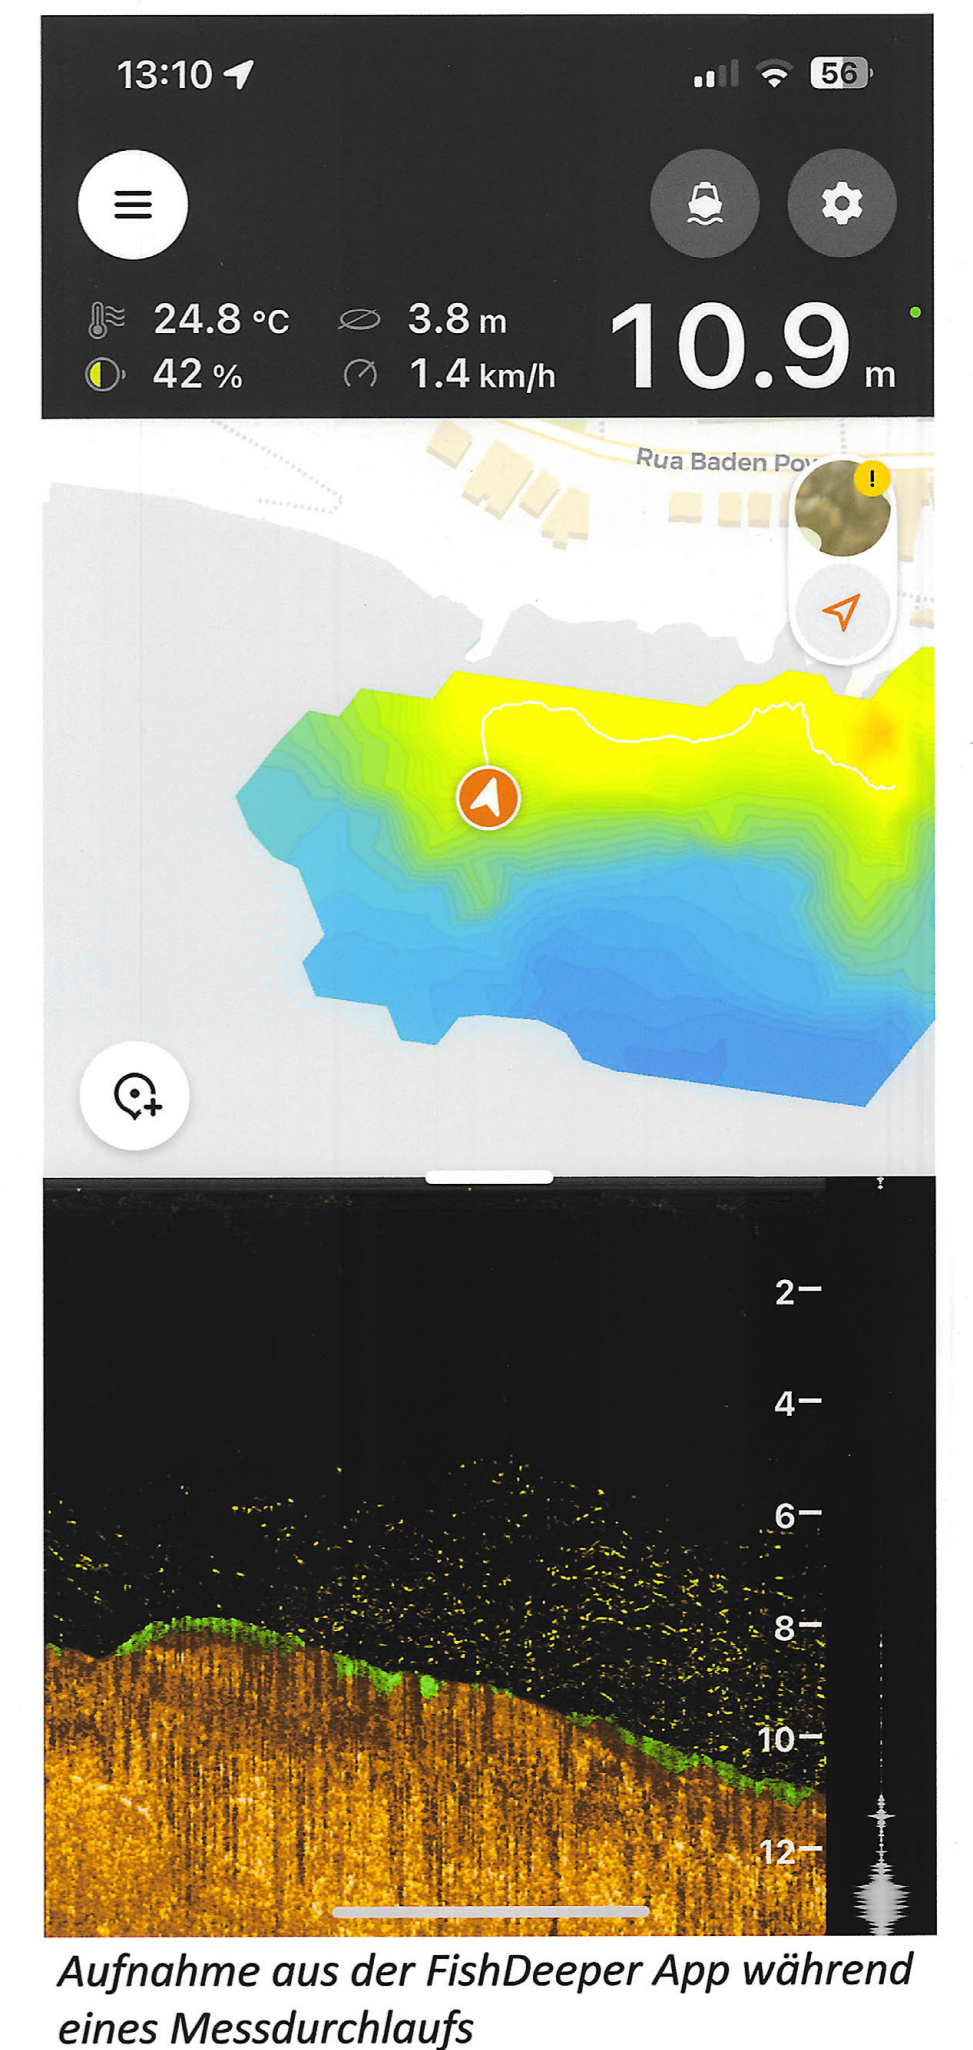 13:10
56
24.8 °C
3.8 m
42 %
1.4 km/h
10.9 m
Rua Baden Pov
!
2
4
6
8
10
12
Aufnahme aus der FishDeeper App während
eines Messdurchlaufs